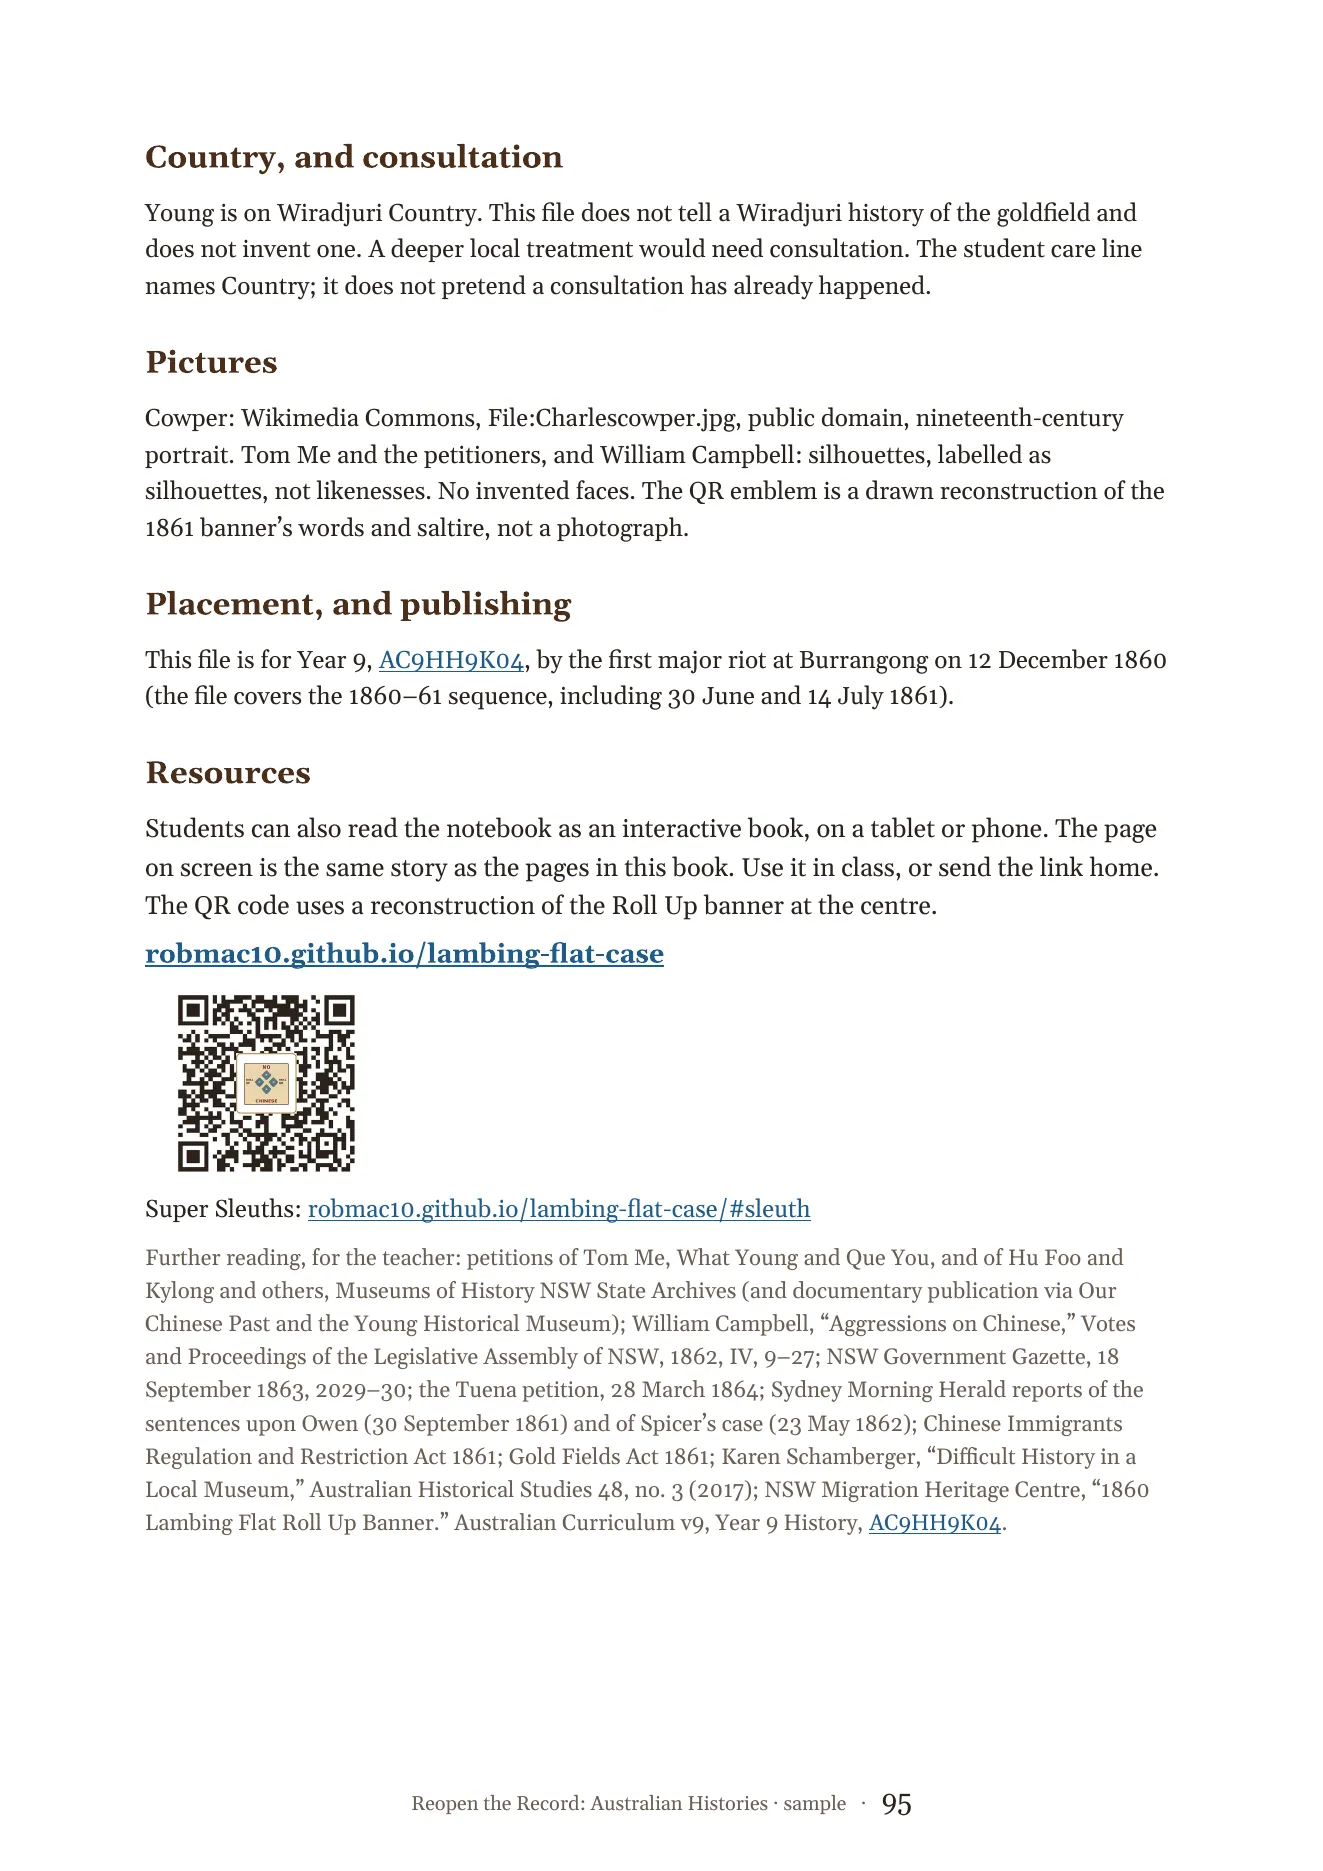 Country, and consultation
Young is on Wiradjuri Country. This file does not tell a Wiradjuri history of the goldfield and
does not invent one. A deeper local treatment would need consultation. The student care line
names Country; it does not pretend a consultation has already happened.
Pictures
Cowper: Wikimedia Commons, File:Charlescowper.jpg, public domain, nineteenth-century
portrait. Tom Me and the petitioners, and William Campbell: silhouettes, labelled as
silhouettes, not likenesses. No invented faces. The QR emblem is a drawn reconstruction of the
1861 banner’s words and saltire, not a photograph.
Placement, and publishing
This file is for Year 9, AC9HH9K04, by the first major riot at Burrangong on 12 December 1860
(the file covers the 1860–61 sequence, including 30 June and 14 July 1861).
Resources
Students can also read the notebook as an interactive book, on a tablet or phone. The page
on screen is the same story as the pages in this book. Use it in class, or send the link home.
The QR code uses a reconstruction of the Roll Up banner at the centre.
robmac10.github.io/lambing-flat-case
NO
ROLL UP ROLL UP
CHINESE
Super Sleuths: robmac10.github.io/lambing-flat-case/#sleuth
Further reading, for the teacher: petitions of Tom Me, What Young and Que You, and of Hu Foo and
Kylong and others, Museums of History NSW State Archives (and documentary publication via Our
Chinese Past and the Young Historical Museum); William Campbell, “Aggressions on Chinese,” Votes
and Proceedings of the Legislative Assembly of NSW, 1862, IV, 9–27; NSW Government Gazette, 18
September 1863, 2029–30; the Tuena petition, 28 March 1864; Sydney Morning Herald reports of the
sentences upon Owen (30 September 1861) and of Spicer’s case (23 May 1862); Chinese Immigrants
Regulation and Restriction Act 1861; Gold Fields Act 1861; Karen Schamberger, “Difficult History in a
Local Museum,” Australian Historical Studies 48, no. 3 (2017); NSW Migration Heritage Centre, “1860
Lambing Flat Roll Up Banner.” Australian Curriculum v9, Year 9 History, AC9HH9K04.
Reopen the Record: Australian Histories · sample · 95